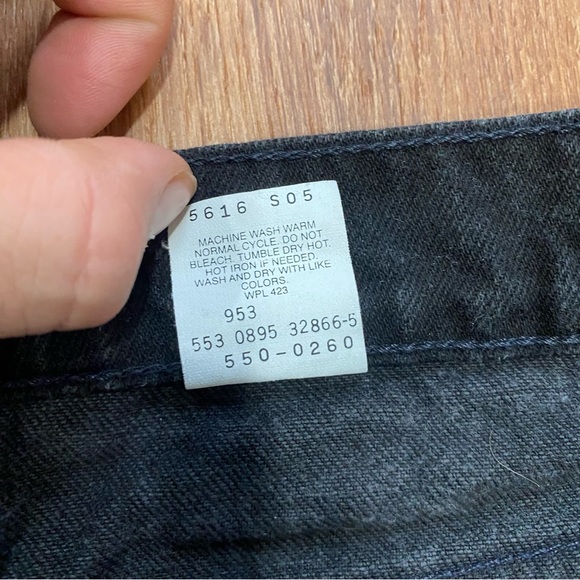 5616 S05
MACHINE WASH WARM
NORMAL CYCLE. DO NOT
BLEACH. TUMBLE DRY HOT.
HOT IRON IF NEEDED.
WASH AND DRY WITH LIKE
COLORS.
WPL 423
953
553 0895 32866-5
550-0260